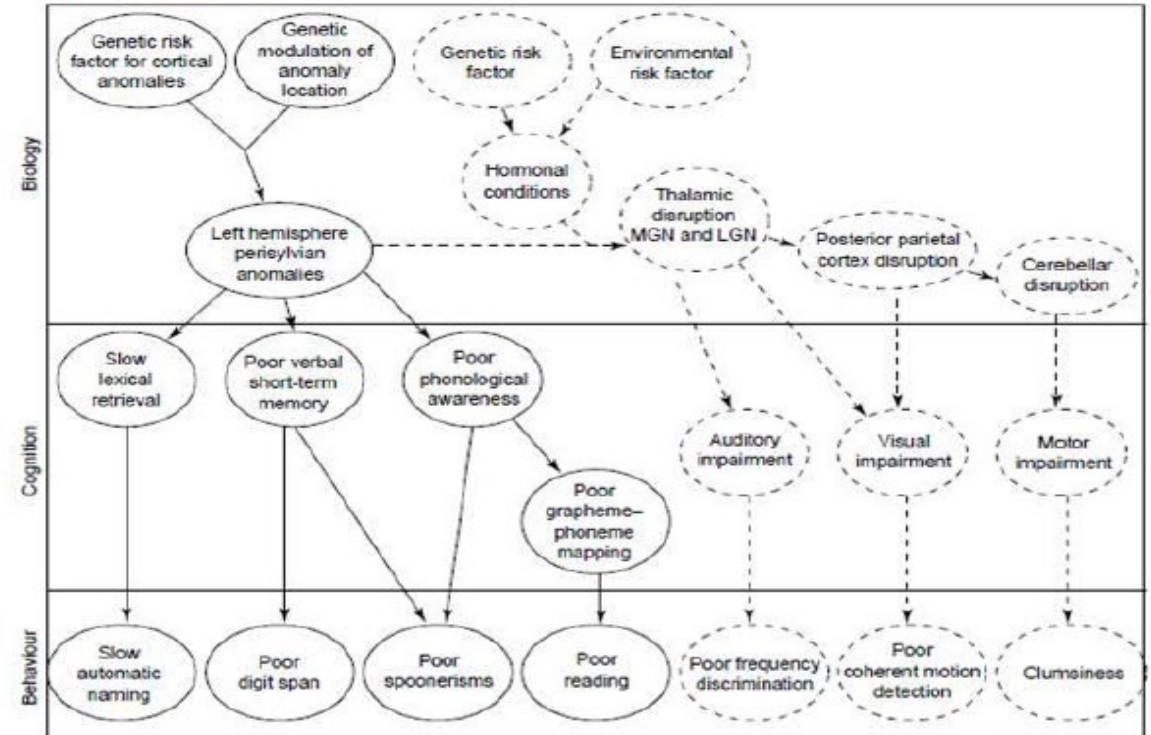 Genetic risk
factor for cortical
anomalies
Genetic
modulation of
anomaly
location
Genetic risk
factor
Environmental
risk factor
Biology
Hormonal
conditions
Thalamic
disruption
MGN and LGN
Left hemisphere
perisylvian
anomalies
Posterior parietal
cortex disruption
Cerebellar
disruption
Slow
lexical
retrieval
Poor verbal
short-term
memory
Poor
phonological
awareness
Cognition
Auditory
impairment
Visual
impairment
Motor
impairment
Poor
grapheme–
phoneme
mapping
Behaviour
Slow
automatic
naming
Poor
digit span
Poor
spoonerisms
Poor
reading
Poor frequency
discrimination
Poor
coherent motion
detection
Clumsiness